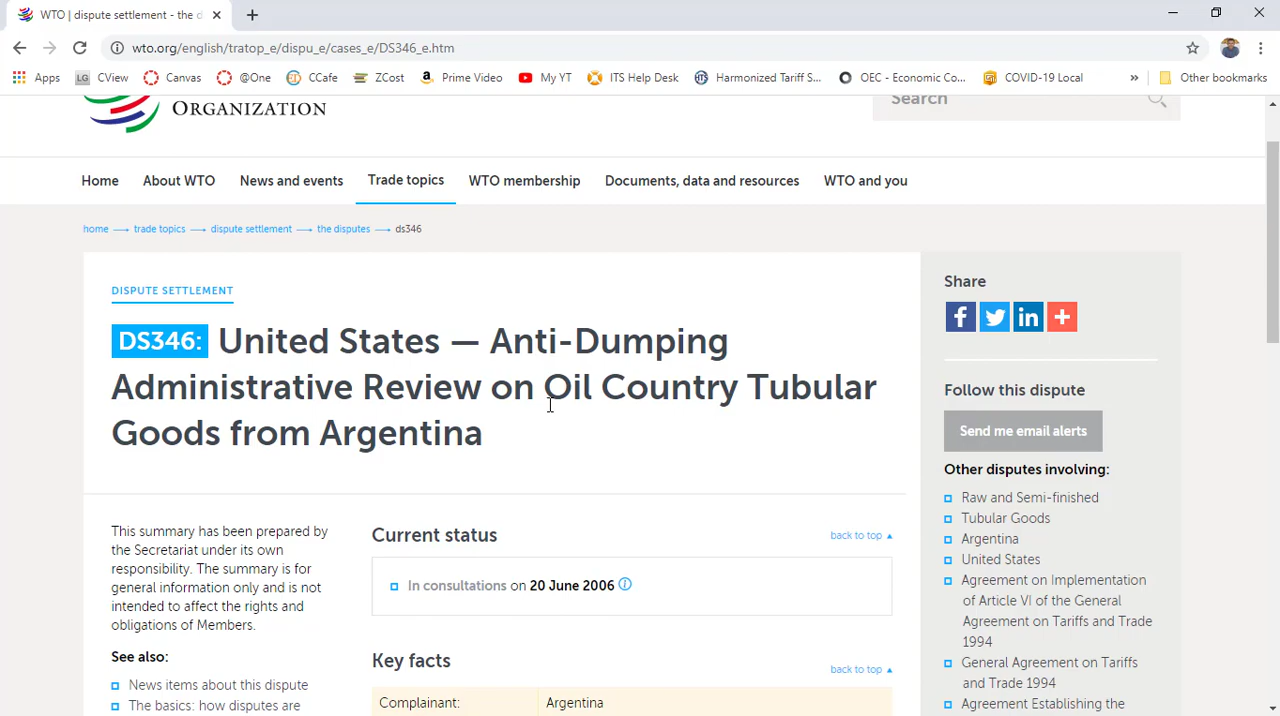 WTO | dispute settlement - the d
wto.org/english/tratop_e/dispu_e/cases_e/DS346_e.htm
Apps
LG CView
Canvas
@One
CCafe
ZCost
Prime Video
My YT
ITS Help Desk
Harmonized Tariff S...
OEC - Economic Co...
COVID-19 Local
»
Other bookmarks
ORGANIZATION
Search
Home
About WTO
News and events
Trade topics
WTO membership
Documents, data and resources
WTO and you
home
trade topics
dispute settlement
the disputes
ds346
DISPUTE SETTLEMENT
DS346: United States — Anti-Dumping
Administrative Review on Oil Country Tubular
Goods from Argentina
This summary has been prepared by
the Secretariat under its own
responsibility. The summary is for
general information only and is not
intended to affect the rights and
obligations of Members.
See also:
News items about this dispute
The basics: how disputes are
Current status
back to top
In consultations on 20 June 2006
Key facts
back to top
Complainant: Argentina
Share
Follow this dispute
Send me email alerts
Other disputes involving:
Raw and Semi-finished
Tubular Goods
Argentina
United States
Agreement on Implementation
of Article VI of the General
Agreement on Tariffs and Trade
1994
General Agreement on Tariffs
and Trade 1994
Agreement Establishing the